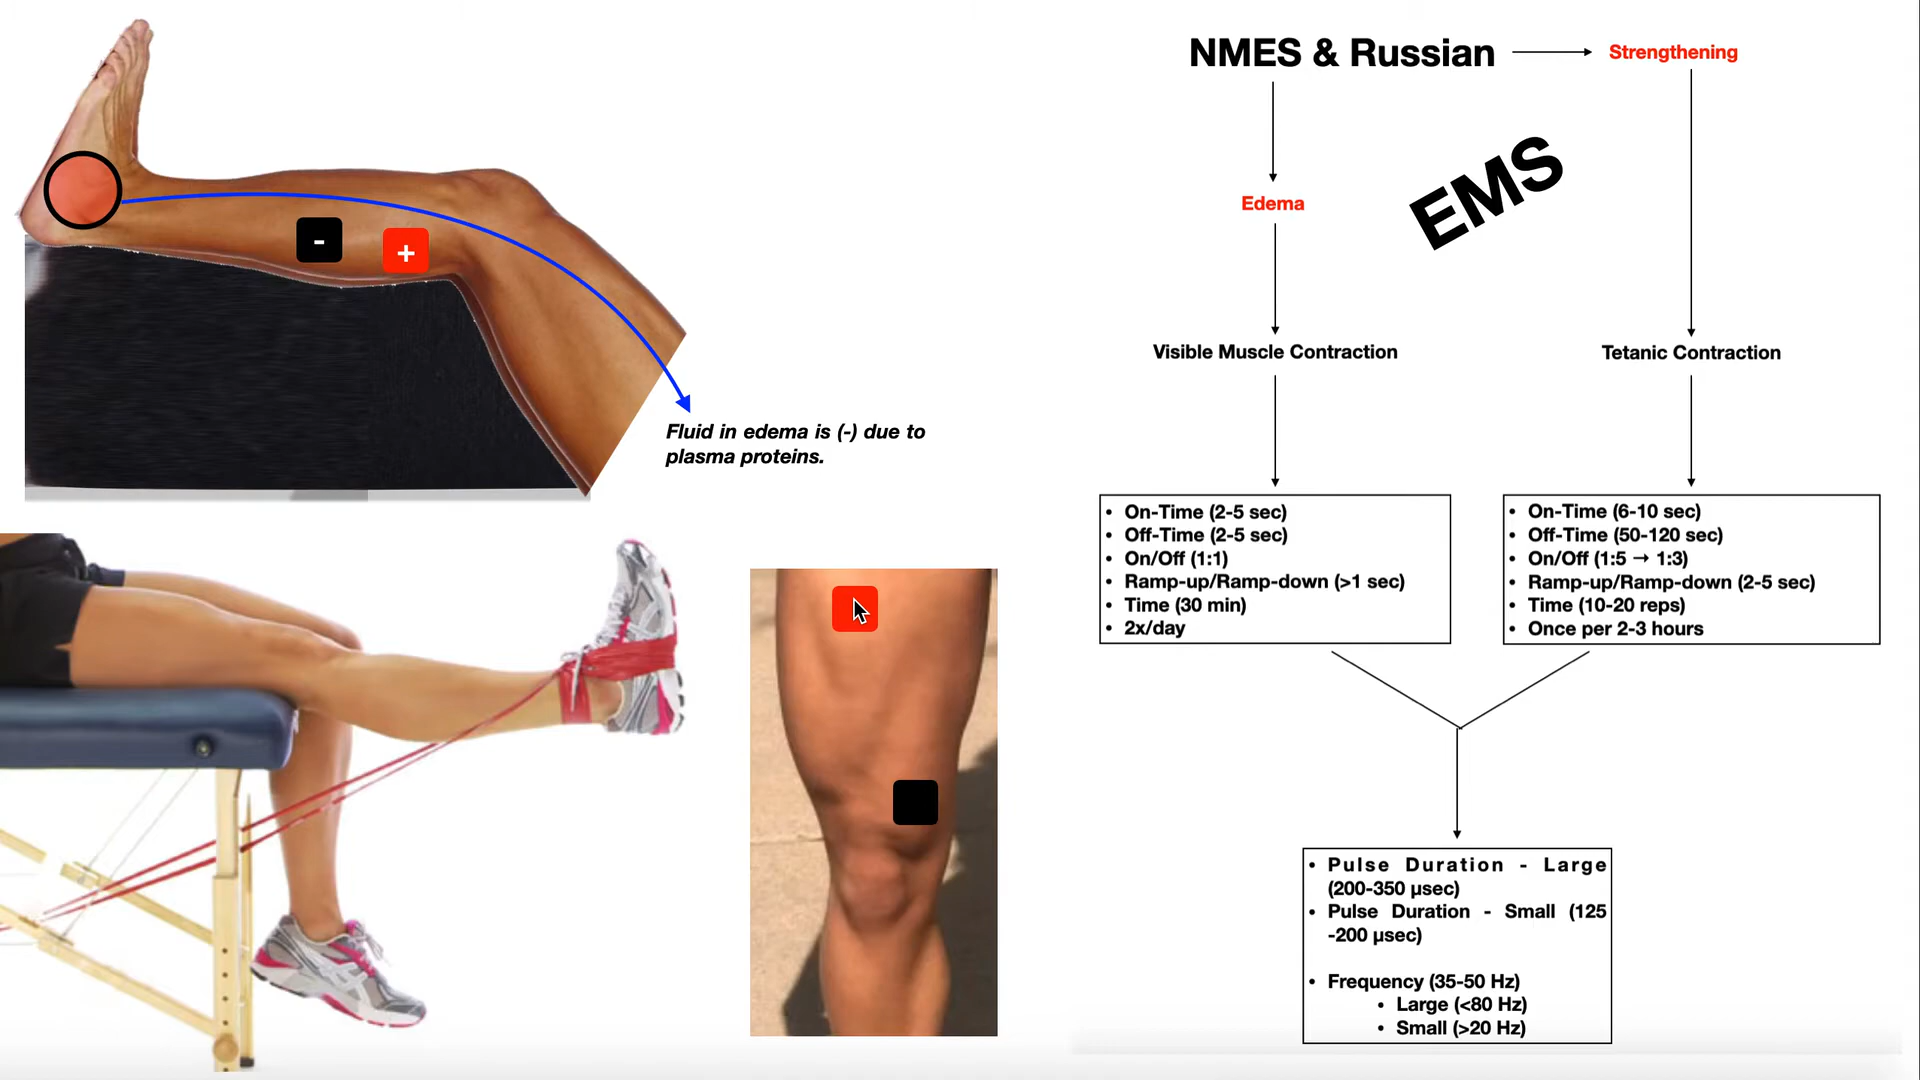 NMES & Russian
Strengthening
EMS
Edema
-
+
Visible Muscle Contraction
Tetanic Contraction
Fluid in edema is (-) due to
plasma proteins.
• On-Time (2-5 sec)
• Off-Time (2-5 sec)
• On/Off (1:1)
• Ramp-up/Ramp-down (>1 sec)
• Time (30 min)
• 2x/day
• On-Time (6-10 sec)
• Off-Time (50-120 sec)
• On/Off (1:5 → 1:3)
• Ramp-up/Ramp-down (2-5 sec)
• Time (10-20 reps)
• Once per 2-3 hours
• Pulse Duration - Large
(200-350 µsec)
• Pulse Duration - Small (125
-200 µsec)
• Frequency (35-50 Hz)
• Large (<80 Hz)
• Small (>20 Hz)